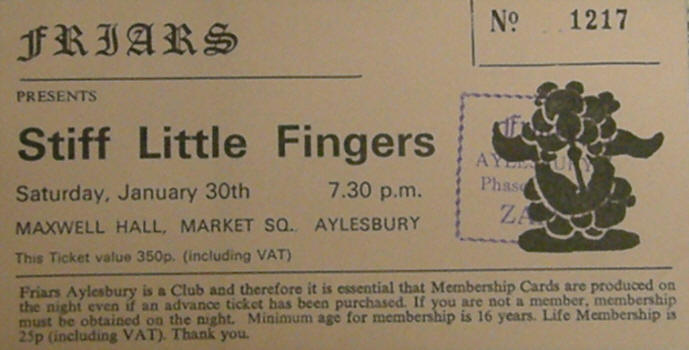 FRIARS
Nº 1217
PRESENTS
Stiff Little Fingers
Saturday, January 30th 7.30 p.m.
MAXWELL HALL, MARKET SQ. AYLESBURY
This Ticket value 350p. (including VAT)
Phase
ZA
Friars Aylesbury is a Club and therefore it is essential that Membership Cards are produced on
the night even if an advance ticket has been purchased. If you are not a member, membership
must be obtained on the night. Minimum age for membership is 16 years. Life Membership is
25p (including VAT). Thank you.